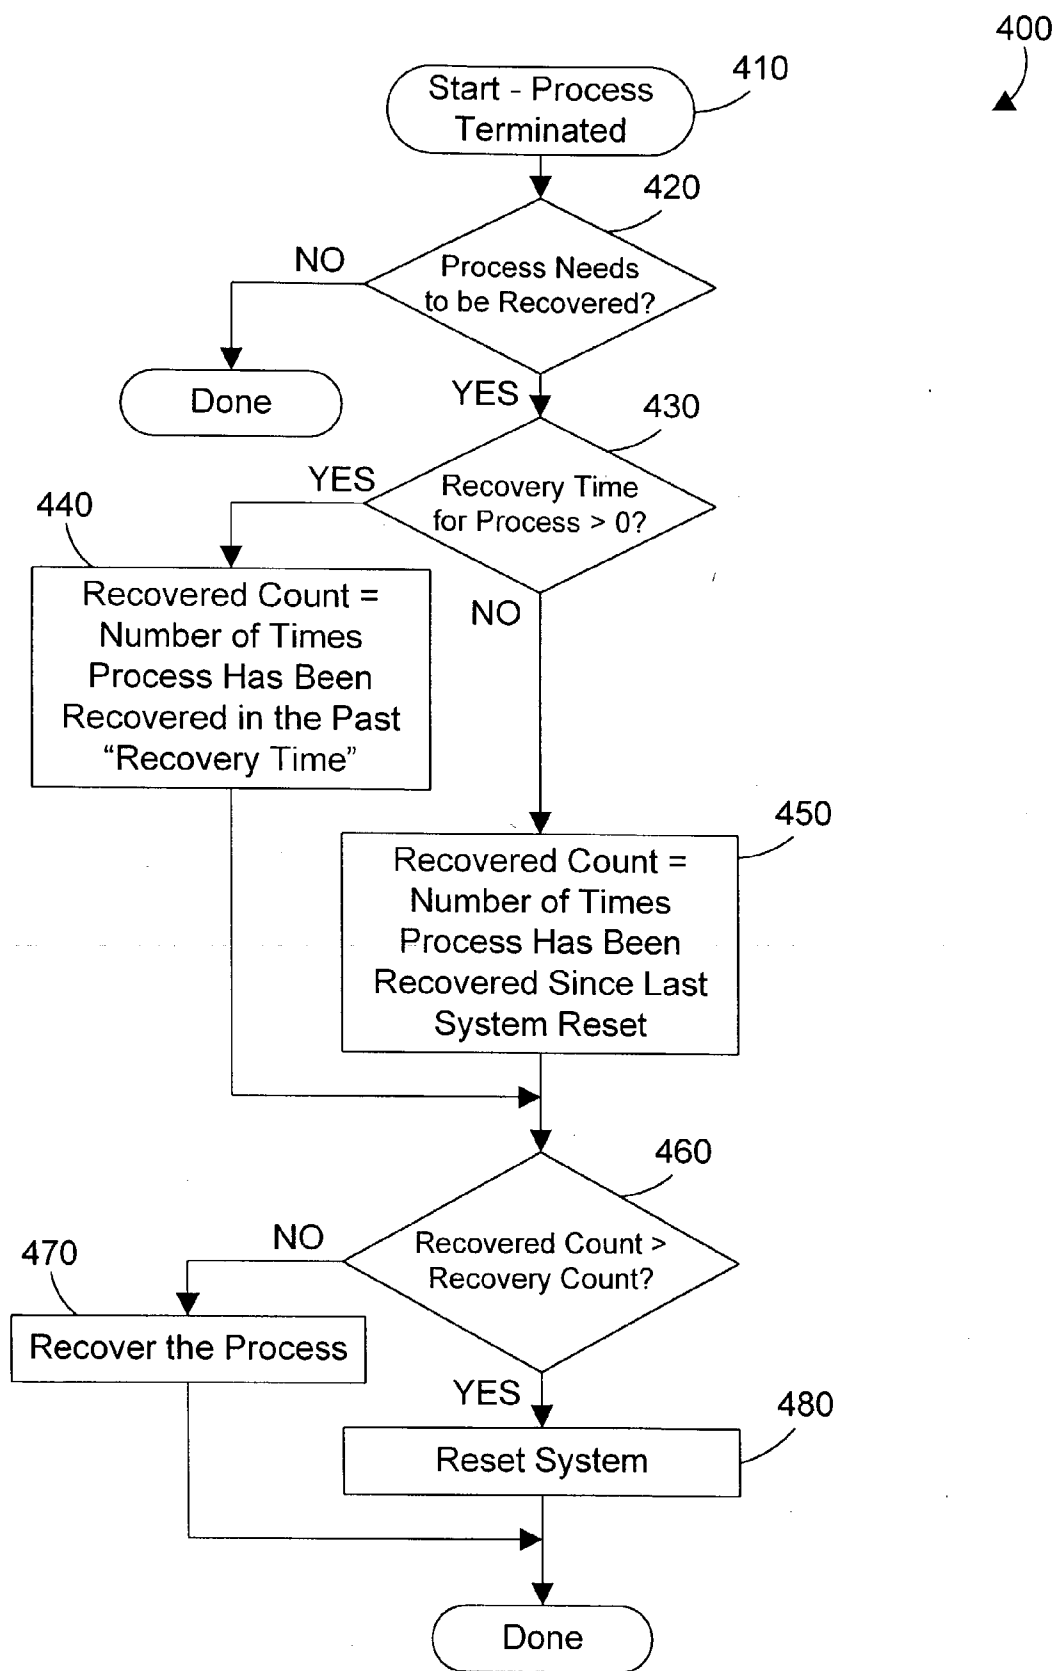 400
410
Start - Process
Terminated
420
NO
Process Needs
to be Recovered?
Done
YES
430
YES
Recovery Time
for Process > 0?
440
Recovered Count =
Number of Times
Process Has Been
Recovered in the Past
“Recovery Time”
NO
450
Recovered Count =
Number of Times
Process Has Been
Recovered Since Last
System Reset
460
NO
Recovered Count >
Recovery Count?
470
Recover the Process
YES
480
Reset System
Done